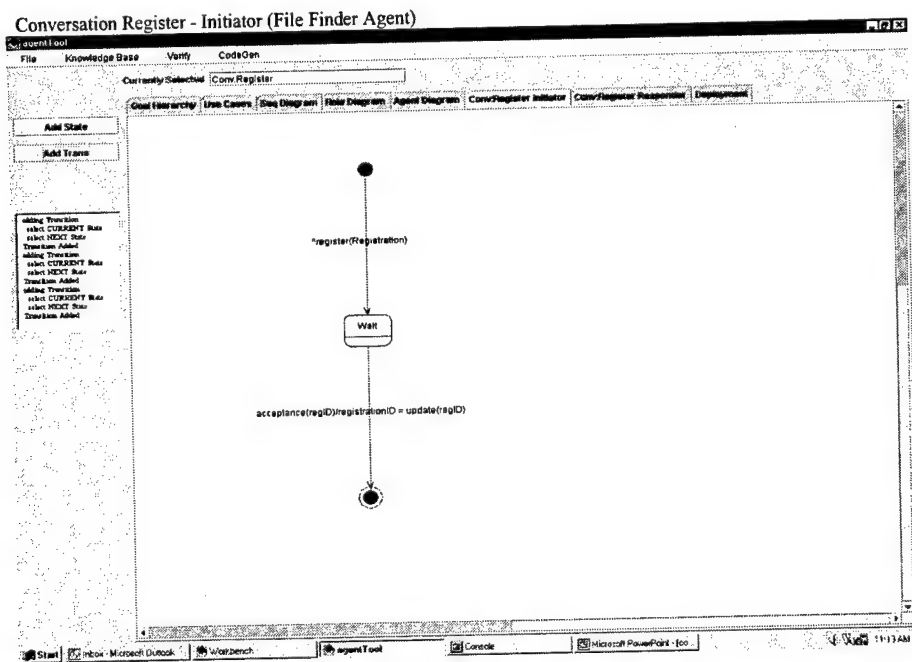 Conversation Register - Initiator (File Finder Agent)
agentTool
File Knowledge Base Verify CodeGen
Currently Selected Conv:Register
Goal Hierarchy Use Cases Seq Diagram Role Diagram Agent Diagram Conv:Register Initiator Conv:Register Responder Deployment
Add State
Add Trans
adding Transition
select CURRENT State
select NEXT State
Transition Added
adding Transition
select CURRENT State
select NEXT State
Transition Added
adding Transition
select CURRENT State
select NEXT State
Transition Added
^register(Registration)
Wait
acceptance(regID)/registrationID = update(regID)
Start Inbox - Microsoft Outlook Workbench agentTool Console Microsoft PowerPoint - [foo... 11:13 AM